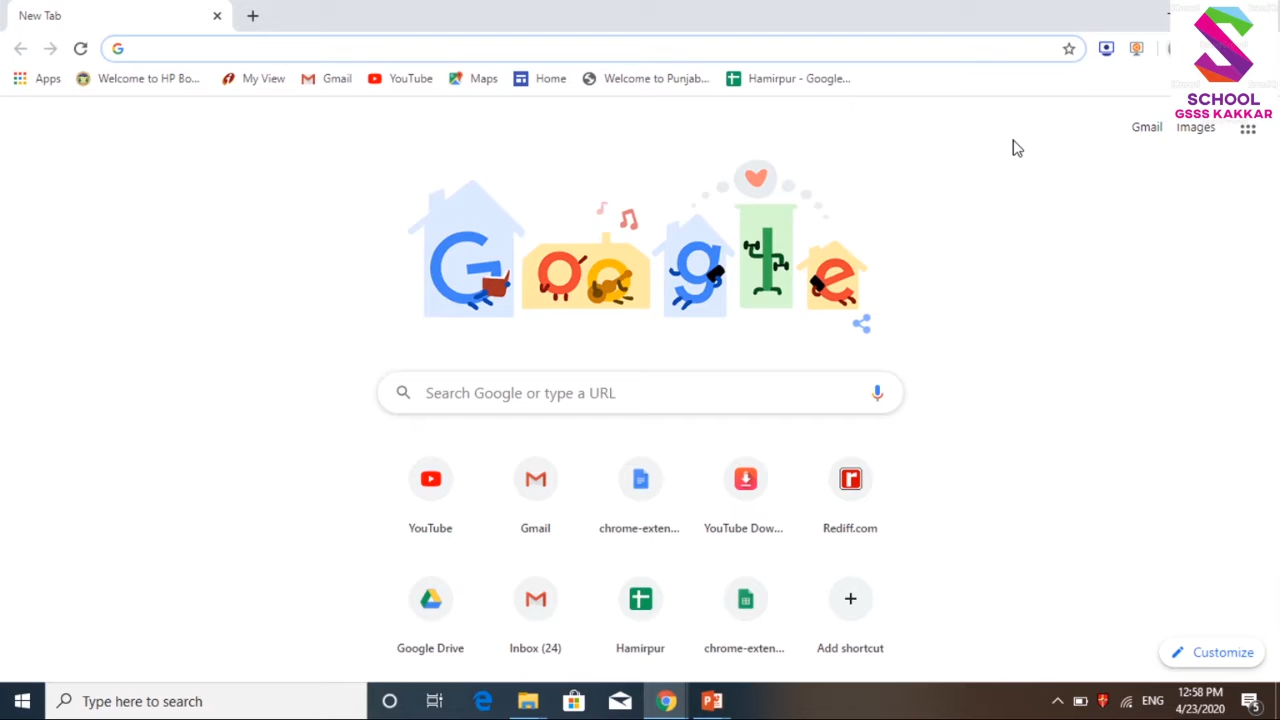 New Tab
Apps Welcome to HP Bo... My View Gmail YouTube Maps Home Welcome to Punjab... Hamirpur - Google...
SCHOOL
GSSS KAKKAR
Gmail Images
Google
Search Google or type a URL
YouTube Gmail chrome-exten... YouTube Dow... Rediff.com
Google Drive Inbox (24) Hamirpur chrome-exten... Add shortcut
Customize
Type here to search
ENG
12:58 PM
4/23/2020
5